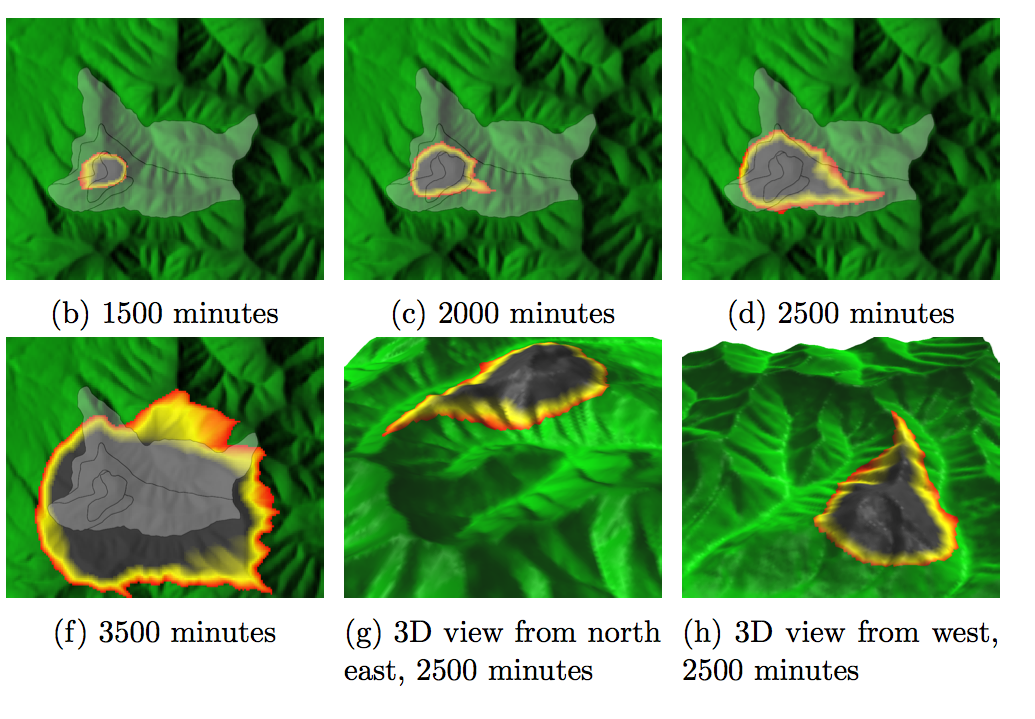 (b) 1500 minutes
(c) 2000 minutes
(d) 2500 minutes
(f) 3500 minutes
(g) 3D view from north
east, 2500 minutes
(h) 3D view from west,
2500 minutes